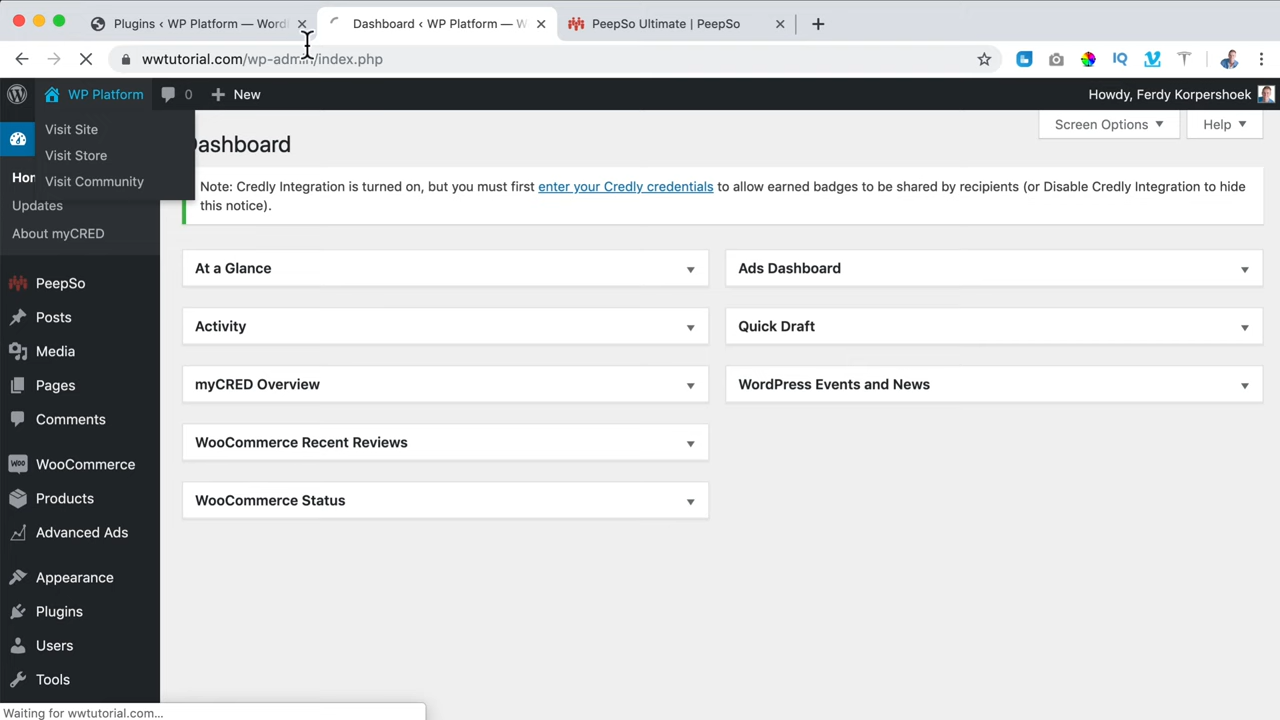 Plugins ‹ WP Platform — Word
Dashboard ‹ WP Platform — W
PeepSo Ultimate | PeepSo
wwtutorial.com/wp-admin/index.php
IQ
WP Platform
0
New
Howdy, Ferdy Korpershoek
Visit Site
Visit Store
Visit Community
Dashboard
Screen Options
Help
Hom
Updates
About myCRED
Note: Credly Integration is turned on, but you must first enter your Credly credentials to allow earned badges to be shared by recipients (or Disable Credly Integration to hide
this notice).
At a Glance
Ads Dashboard
Activity
Quick Draft
myCRED Overview
WordPress Events and News
WooCommerce Recent Reviews
WooCommerce Status
PeepSo
Posts
Media
Pages
Comments
WooCommerce
Products
Advanced Ads
Appearance
Plugins
Users
Tools
Waiting for wwtutorial.com...